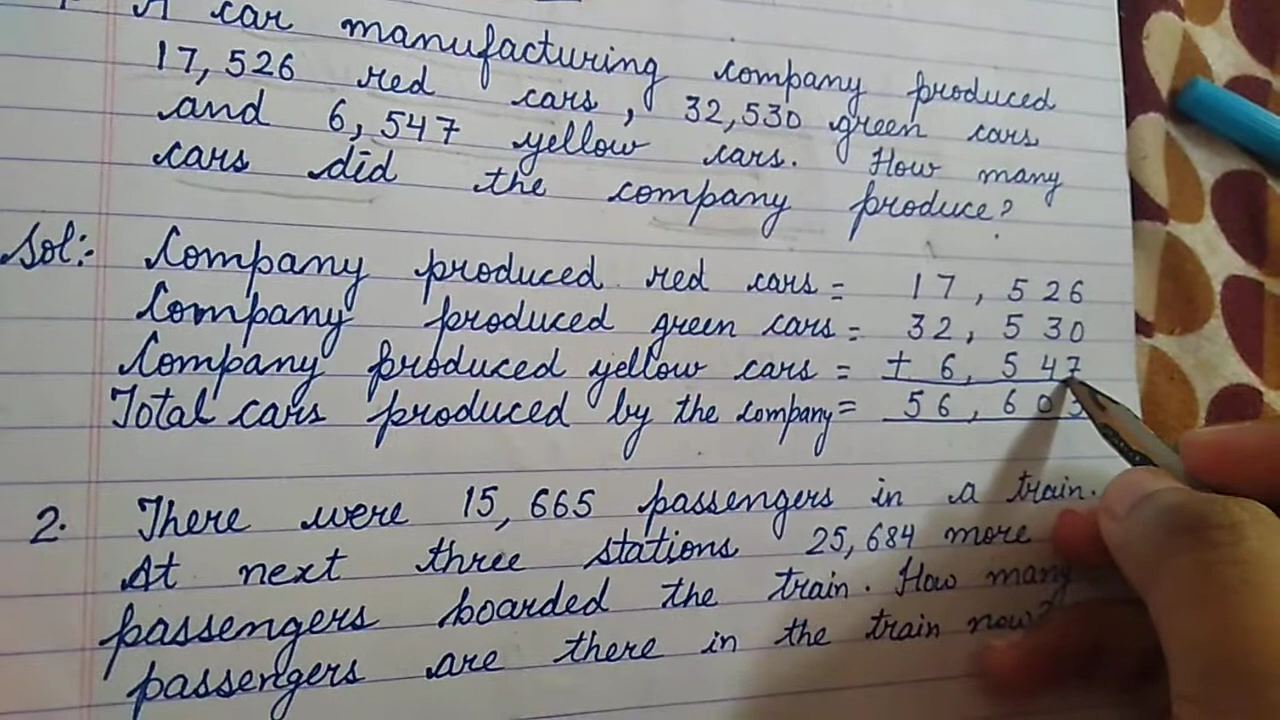 A car manufacturing company produced
17,526 red cars, 32,530 green cars
and 6,547 yellow cars. How many
cars did the company produce?
Sol:- Company produced red cars = 17,526
Company produced green cars = 32,530
Company produced yellow cars = + 6,547
Total cars produced by the company = 56,603
2. There were 15,665 passengers in a train.
At next three stations 25,684 more
passengers boarded the train. How many
passengers are there in the train now?